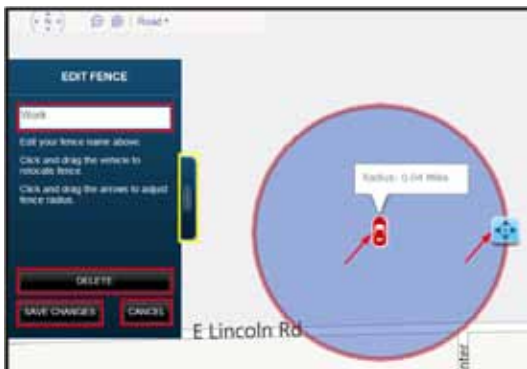 Road
EDIT FENCE
Work
Edit your fence name above.
Click and drag the vehicle to
relocate fence.
Click and drag the arrows to adjust
fence radius.
DELETE
SAVE CHANGES
CANCEL
Radius: 0.04 Miles
E Lincoln Rd
nter